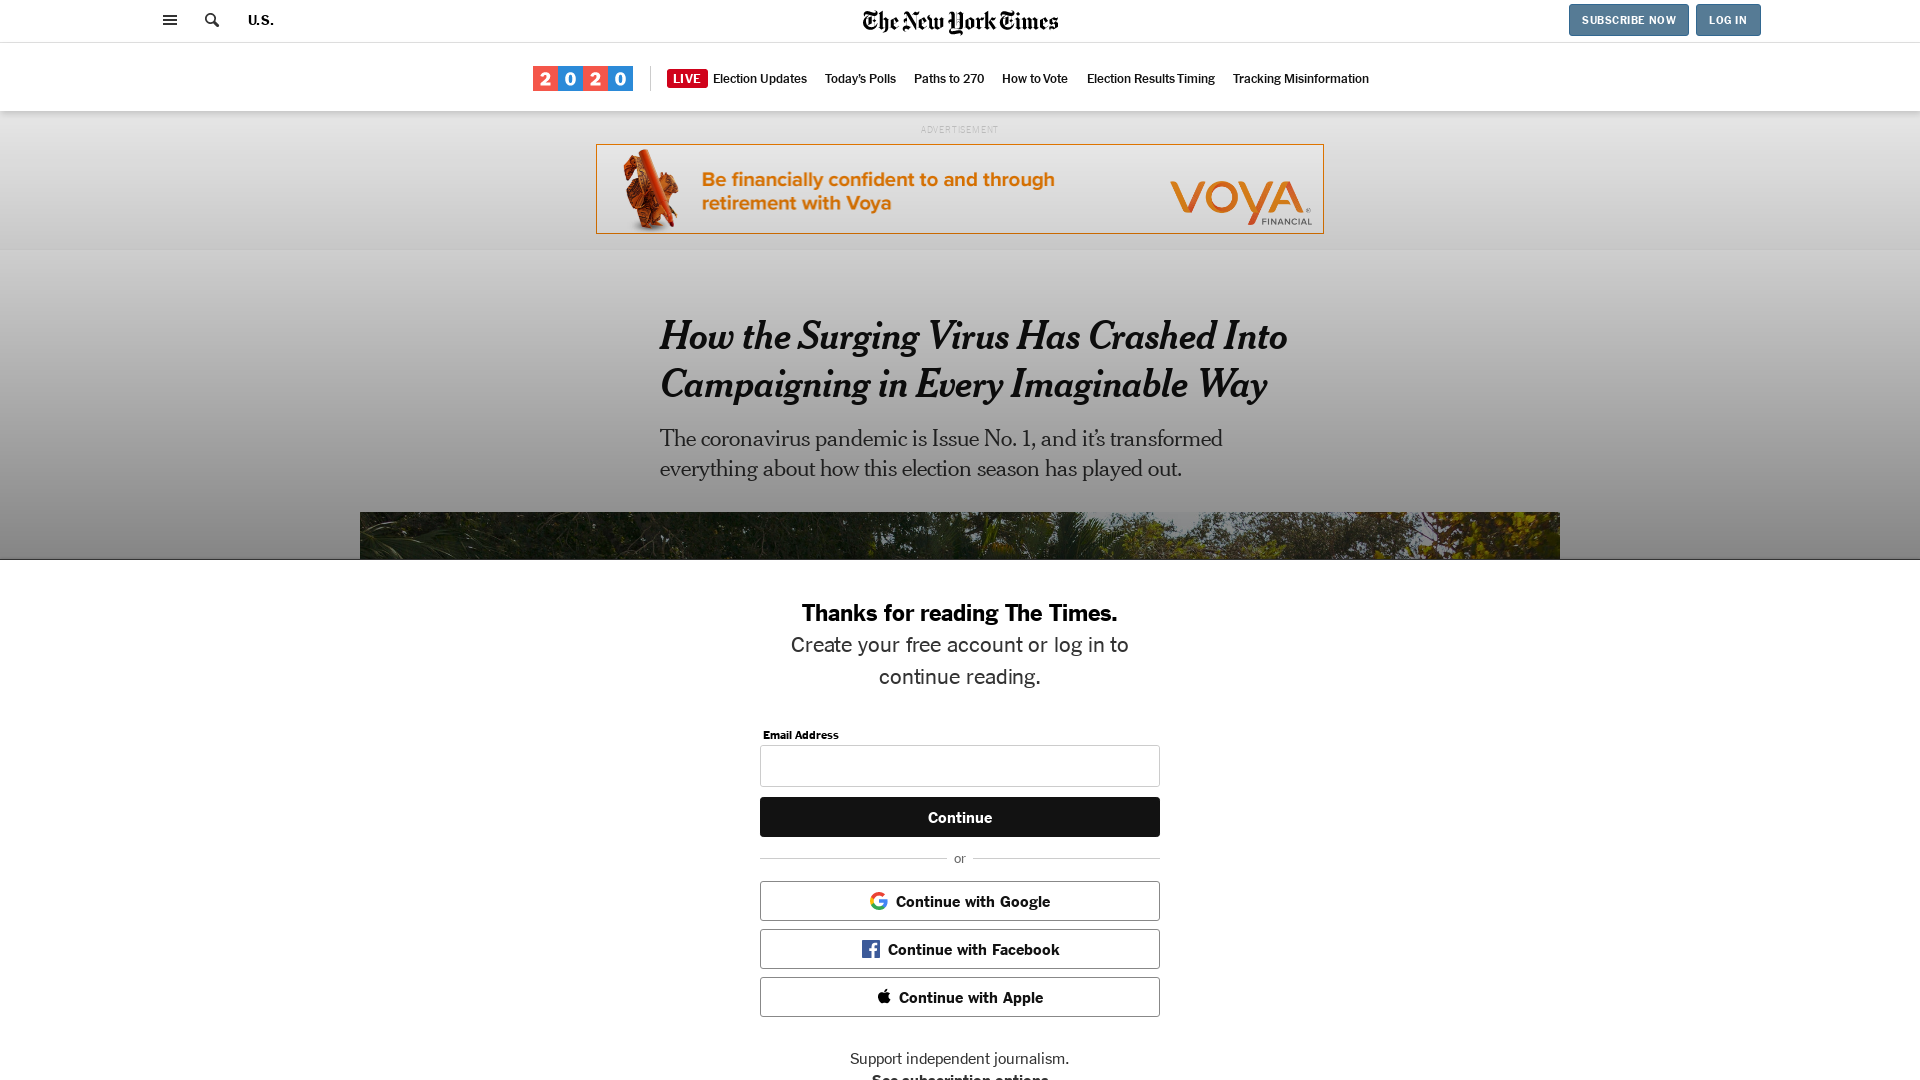 U.S.
The New York Times
SUBSCRIBE NOW
LOG IN
2020
LIVE Election Updates
Today's Polls
Paths to 270
How to Vote
Election Results Timing
Tracking Misinformation
ADVERTISEMENT
Be financially confident to and through
retirement with Voya
VOYA
FINANCIAL
How the Surging Virus Has Crashed Into
Campaigning in Every Imaginable Way
The coronavirus pandemic is Issue No. 1, and it’s transformed
everything about how this election season has played out.
Thanks for reading The Times.
Create your free account or log in to
continue reading.
Email Address
Continue
or
Continue with Google
Continue with Facebook
Continue with Apple
Support independent journalism.
See subscription options